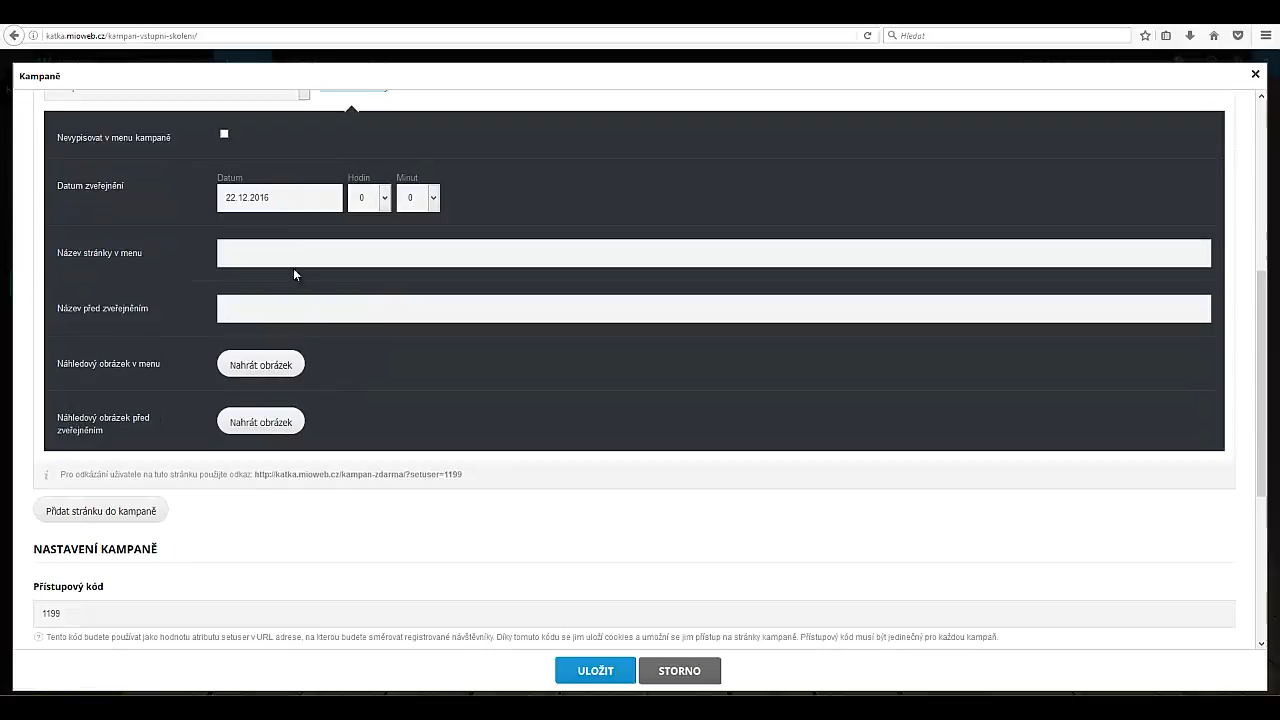 katka.mioweb.cz/kampan-vstupni-skoleni/
Hledat
Kampaně
Nevypisovat v menu kampaně
Datum Hodin Minut
Datum zveřejnění
22.12.2016 0 0
Název stránky v menu
Název před zveřejněním
Náhledový obrázek v menu
Nahrát obrázek
Náhledový obrázek před
zveřejněním
Nahrát obrázek
Pro odkázání uživatele na tuto stránku použijte odkaz: http://katka.mioweb.cz/kampan-zdarma/?setuser=1199
Přidat stránku do kampaně
NASTAVENÍ KAMPANĚ
Přístupový kód
1199
Tento kód budete používat jako hodnotu atributu setuser v URL adrese, na kterou budete směrovat registrované návštěvníky. Díky tomuto kódu se jim uloží cookies a umožní se jim přístup na stránky kampaně. Přístupový kód musí být jedinečný pro každou kampaň.
ULOŽIT
STORNO